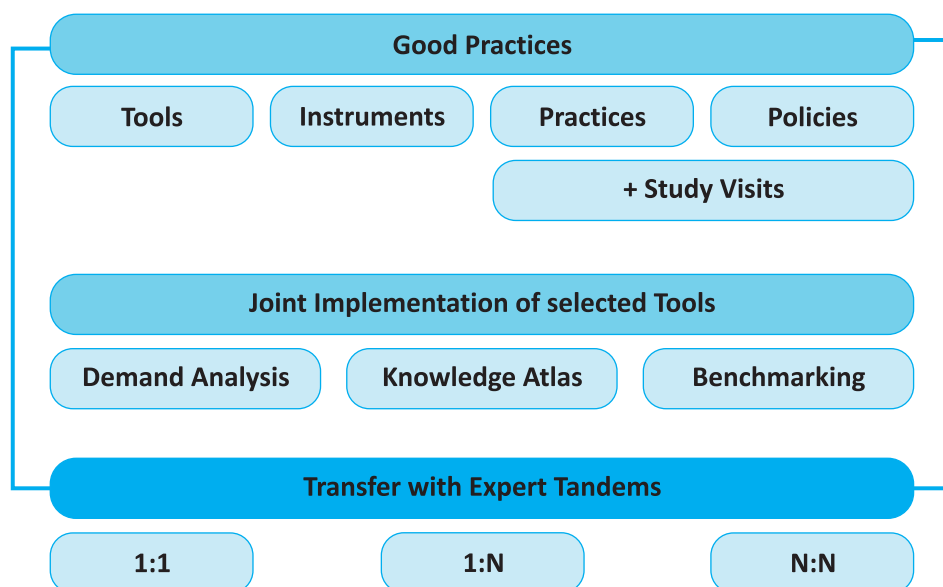 Good Practices
Tools
Instruments
Practices
Policies
+ Study Visits
Joint Implementation of selected Tools
Demand Analysis
Knowledge Atlas
Benchmarking
Transfer with Expert Tandems
1:1
1:N
N:N